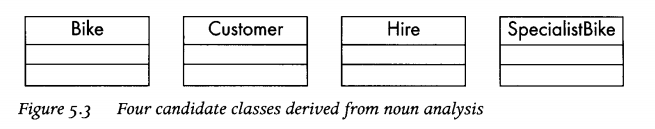 Bike Customer Hire SpecialistBike
Figure 5.3 Four candidate classes derived from noun analysis